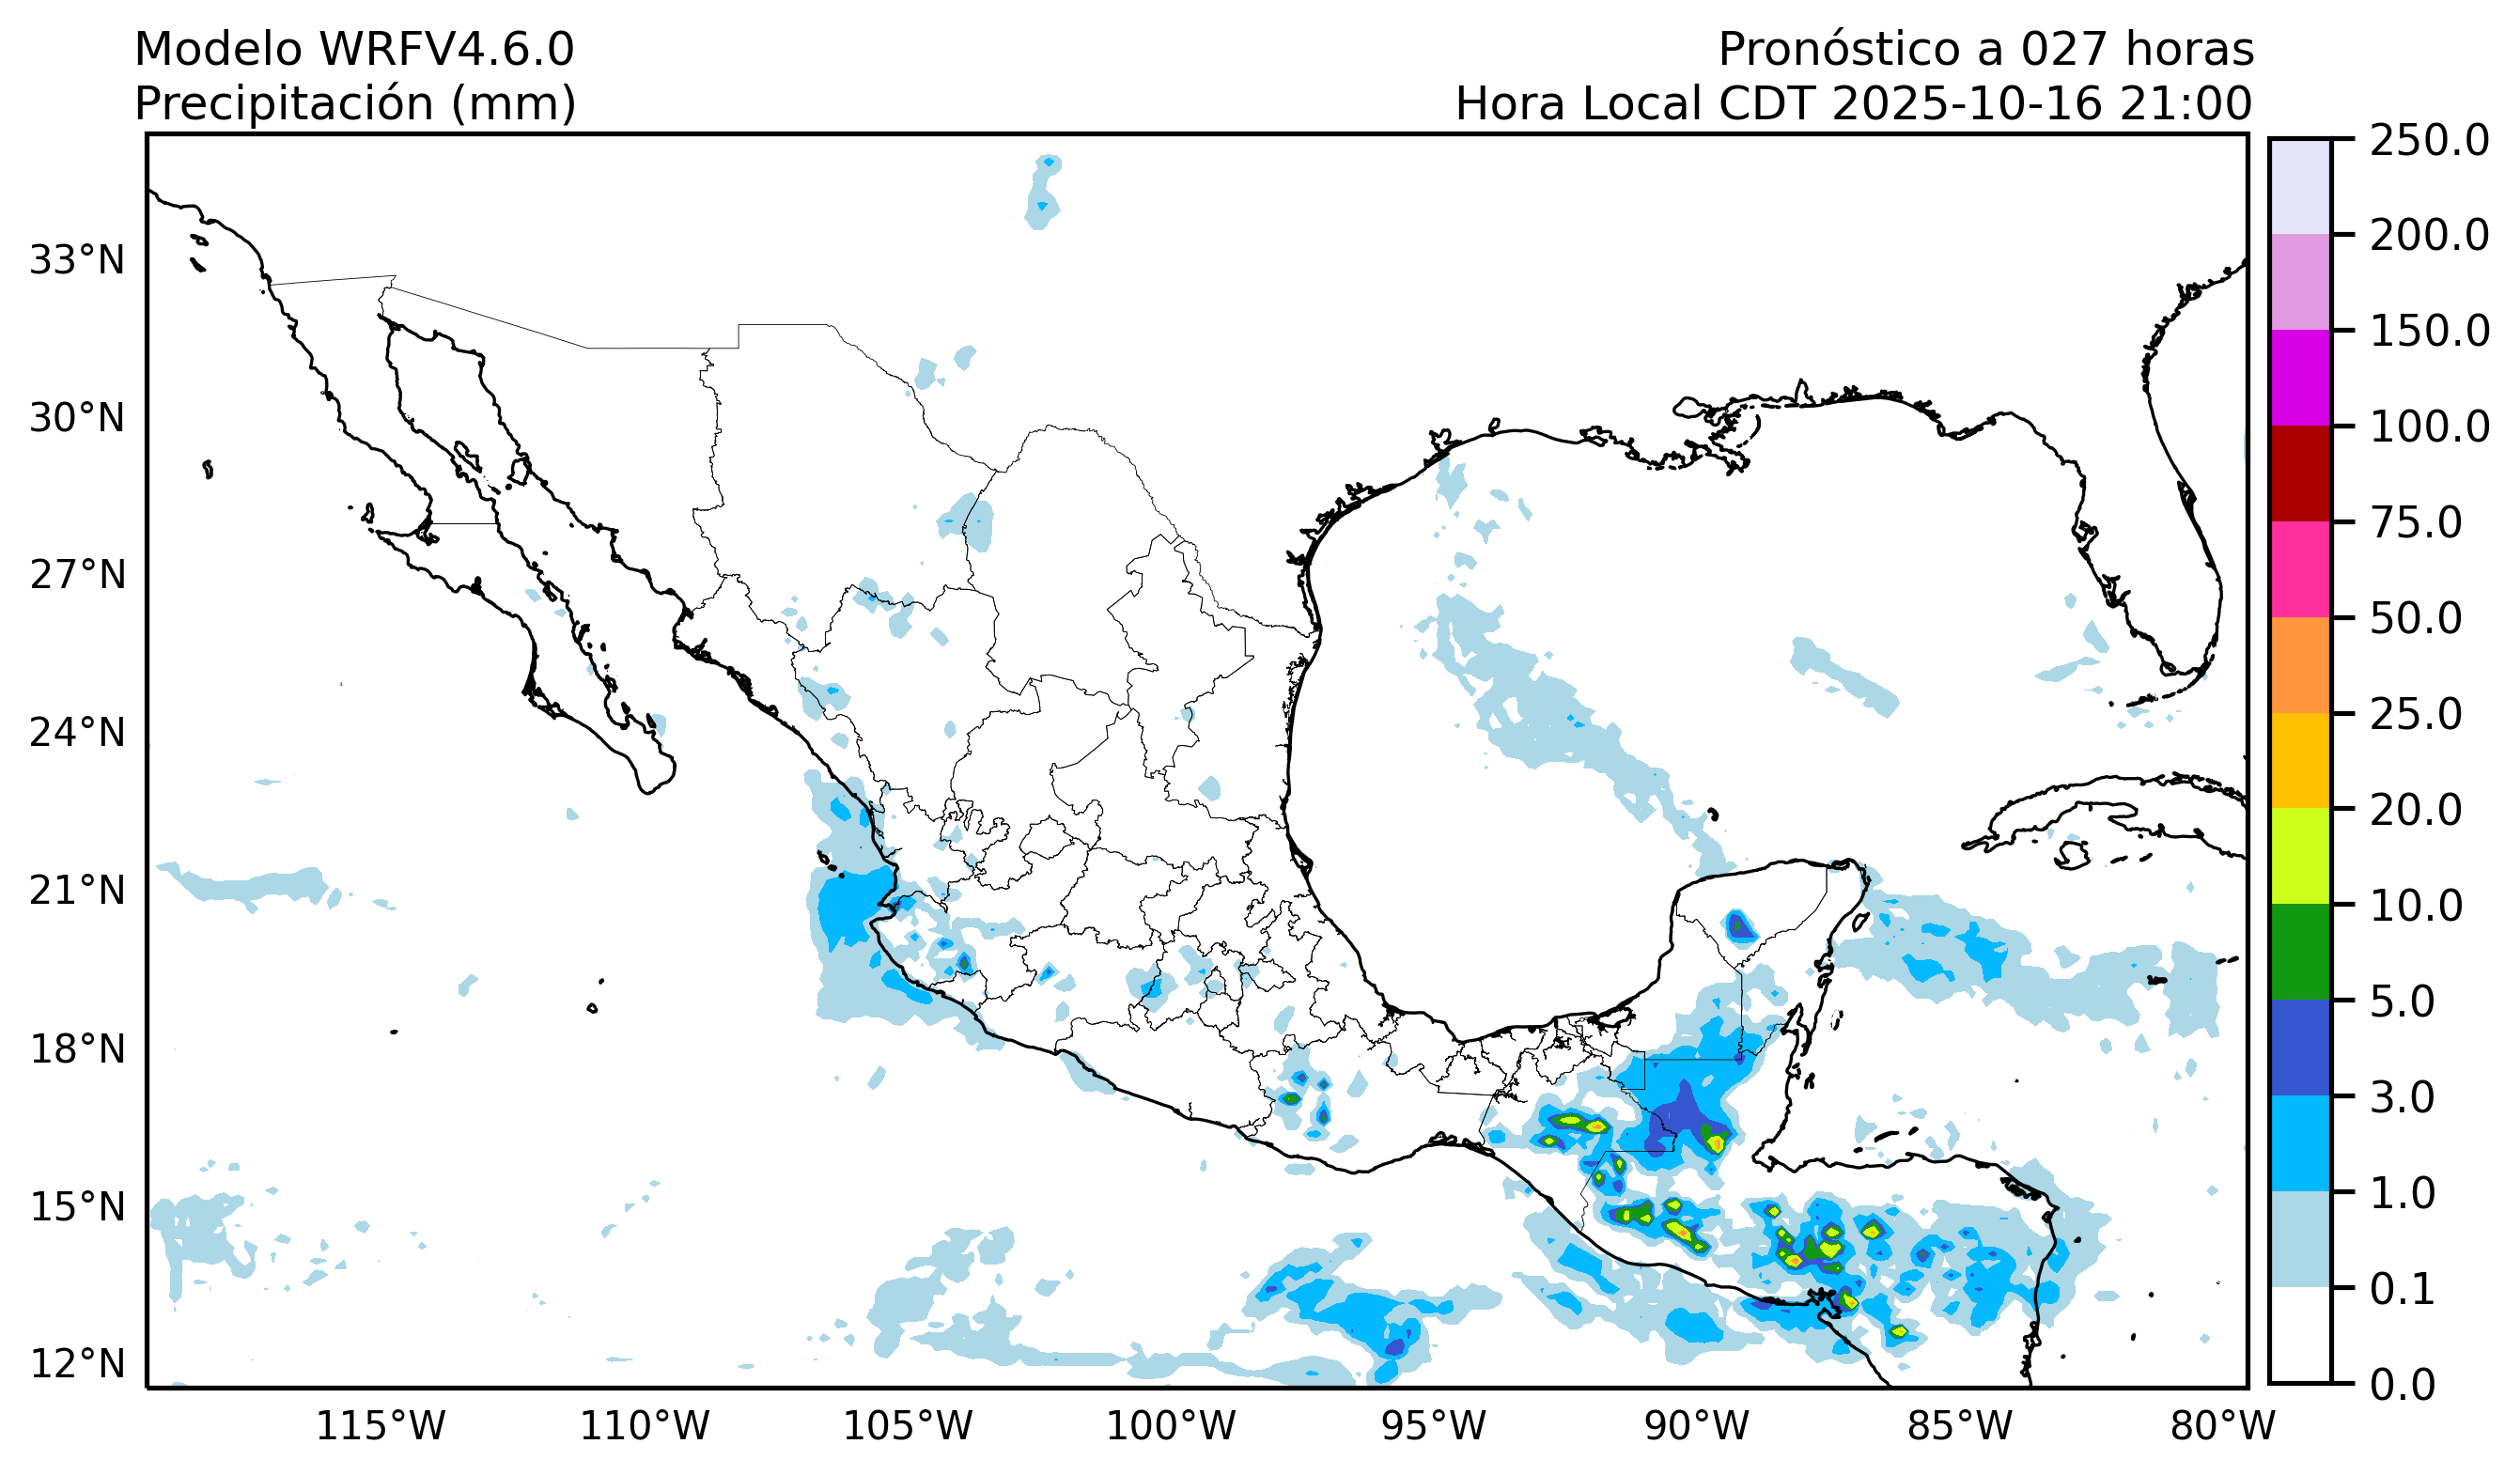 Modelo WRFV4.6.0
Precipitación (mm)
Pronóstico a 027 horas
Hora Local CDT 2025-10-16 21:00
33°N
30°N
27°N
24°N
21°N
18°N
15°N
12°N
115°W
110°W
105°W
100°W
95°W
90°W
85°W
80°W
250.0
200.0
150.0
100.0
75.0
50.0
25.0
20.0
10.0
5.0
3.0
1.0
0.1
0.0